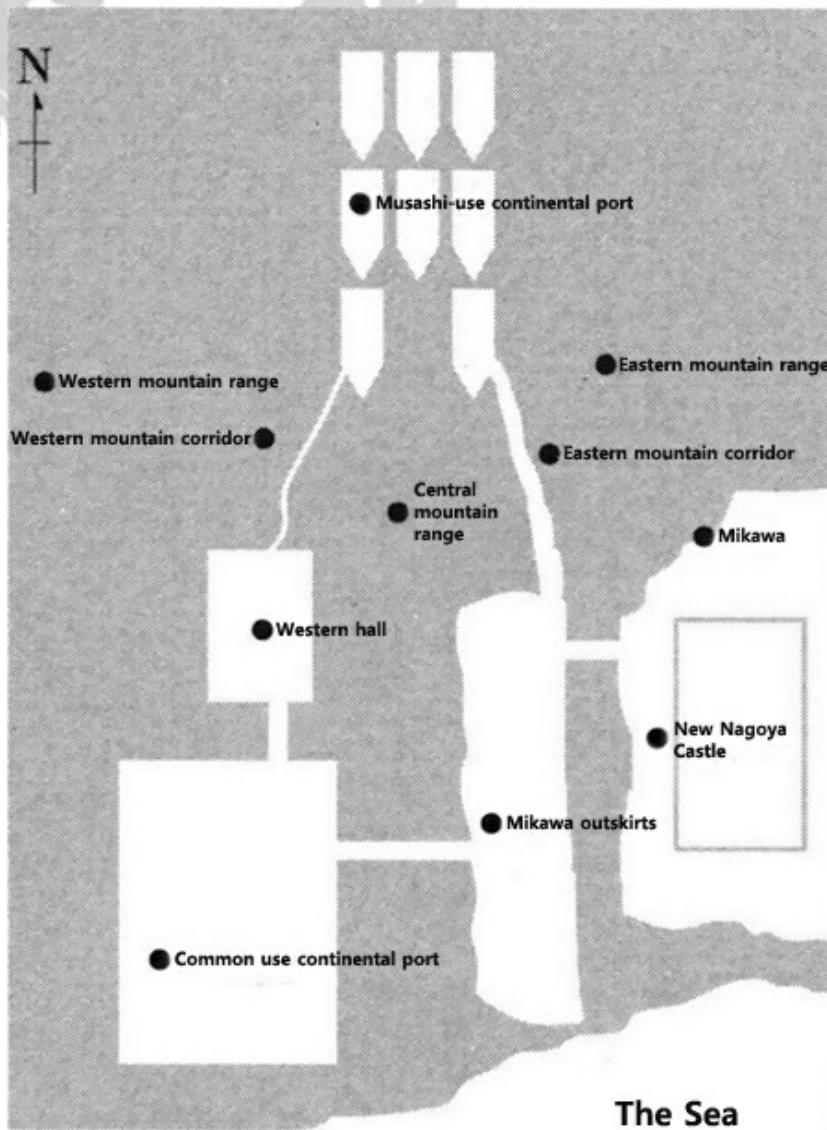 N
Musashi-use continental port
Eastern mountain range
Western mountain range
Western mountain corridor
Eastern mountain corridor
Central
mountain
range
Mikawa
Western hall
New Nagoya
Castle
Mikawa outskirts
Common use continental port
The Sea